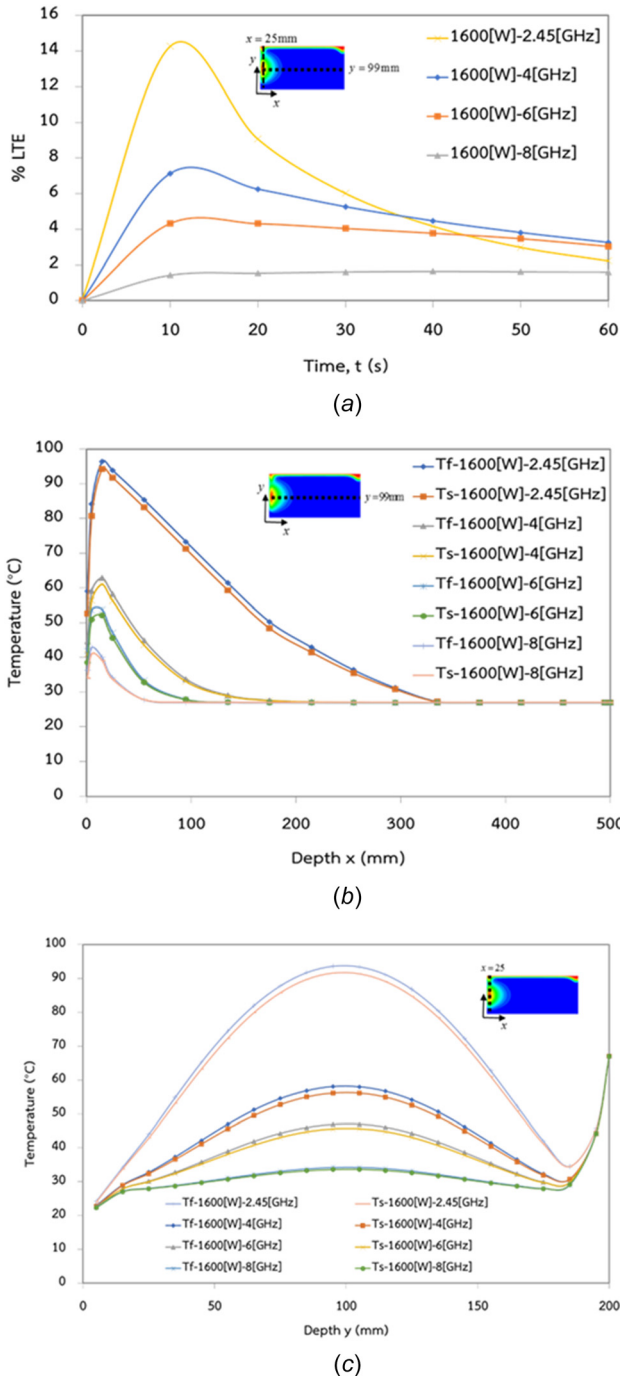 16
14
12
10
8
6
4
2
0
% LTE
x = 25mm
y
y = 99mm
x
1600[W]-2.45[GHz]
1600[W]-4[GHz]
1600[W]-6[GHz]
1600[W]-8[GHz]
0 10 20 30 40 50 60
Time, t (s)
(a)
100
90
80
70
60
50
40
30
20
10
0
Temperature (°C)
y
y=99mm
x
Tf-1600[W]-2.45[GHz]
Ts-1600[W]-2.45[GHz]
Tf-1600[W]-4[GHz]
Ts-1600[W]-4[GHz]
Tf-1600[W]-6[GHz]
Ts-1600[W]-6[GHz]
Tf-1600[W]-8[GHz]
Ts-1600[W]-8[GHz]
0 100 200 300 400 500
Depth x (mm)
(b)
100
90
80
70
60
50
40
30
20
10
0
Temperature (°C)
x = 25
x
Tf-1600[W]-2.45[GHz] Ts-1600[W]-2.45[GHz]
Tf-1600[W]-4[GHz] Ts-1600[W]-4[GHz]
Tf-1600[W]-6[GHz] Ts-1600[W]-6[GHz]
Tf-1600[W]-8[GHz] Ts-1600[W]-8[GHz]
0 50 100 150 200
Depth y (mm)
(c)